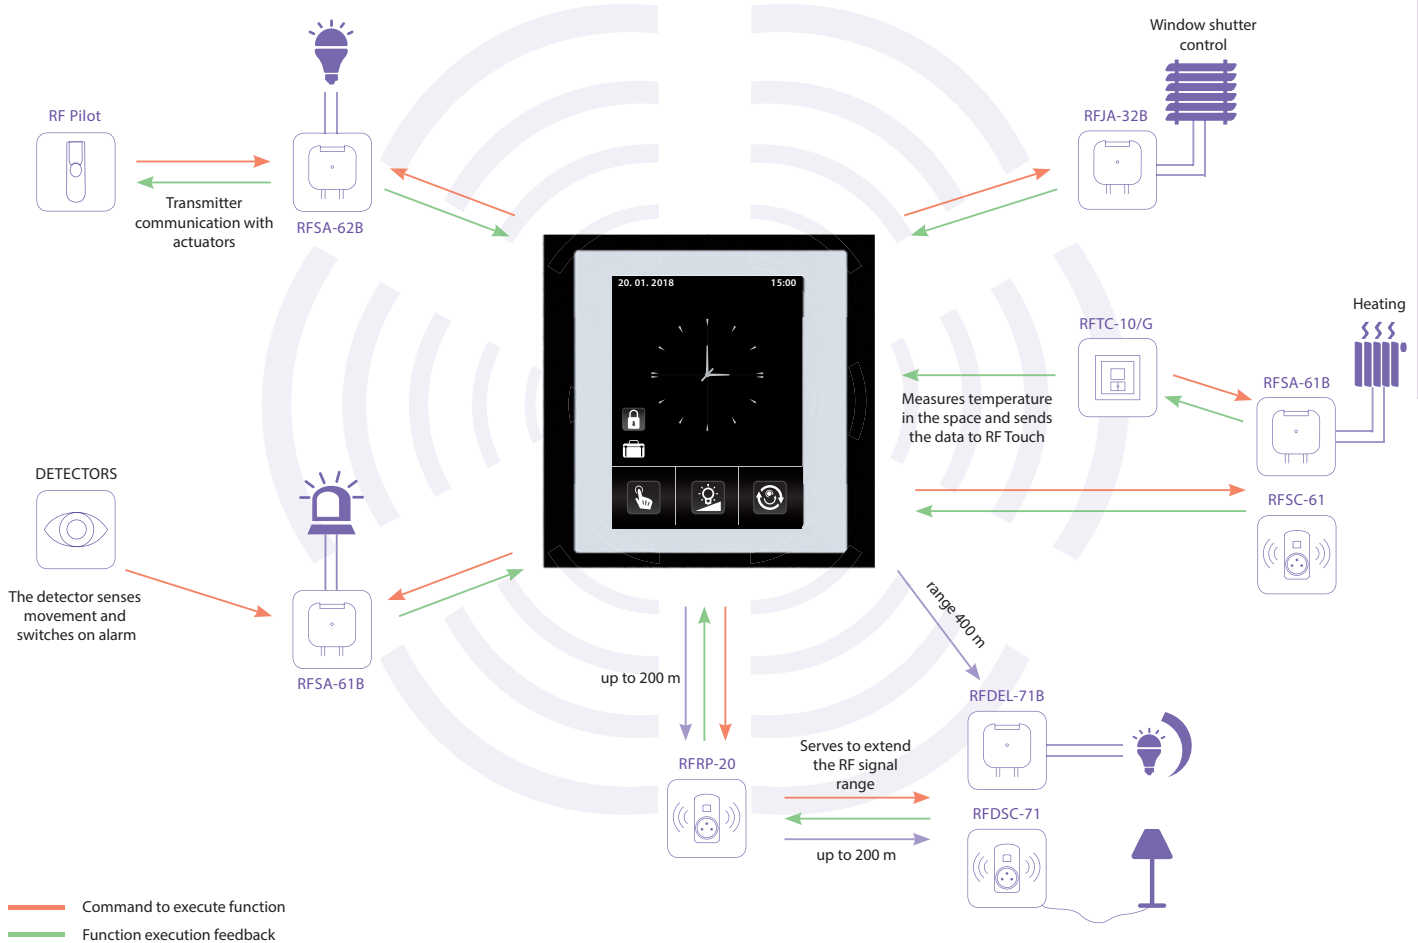 Window shutter
control
RF Pilot
RFJA-32B
Transmitter
communication with
actuators
RFSA-62B
20. 01. 2018
15:00
Heating
RFTC-10/G
RFSA-61B
Measures temperature
in the space and sends
the data to RF Touch
DETECTORS
RFSC-61
The detector senses
movement and
switches on alarm
RFSA-61B
range 400 m
up to 200 m
RFDEL-71B
RFRP-20
Serves to extend
the RF signal
range
RFDSC-71
up to 200 m
Command to execute function
Function execution feedback